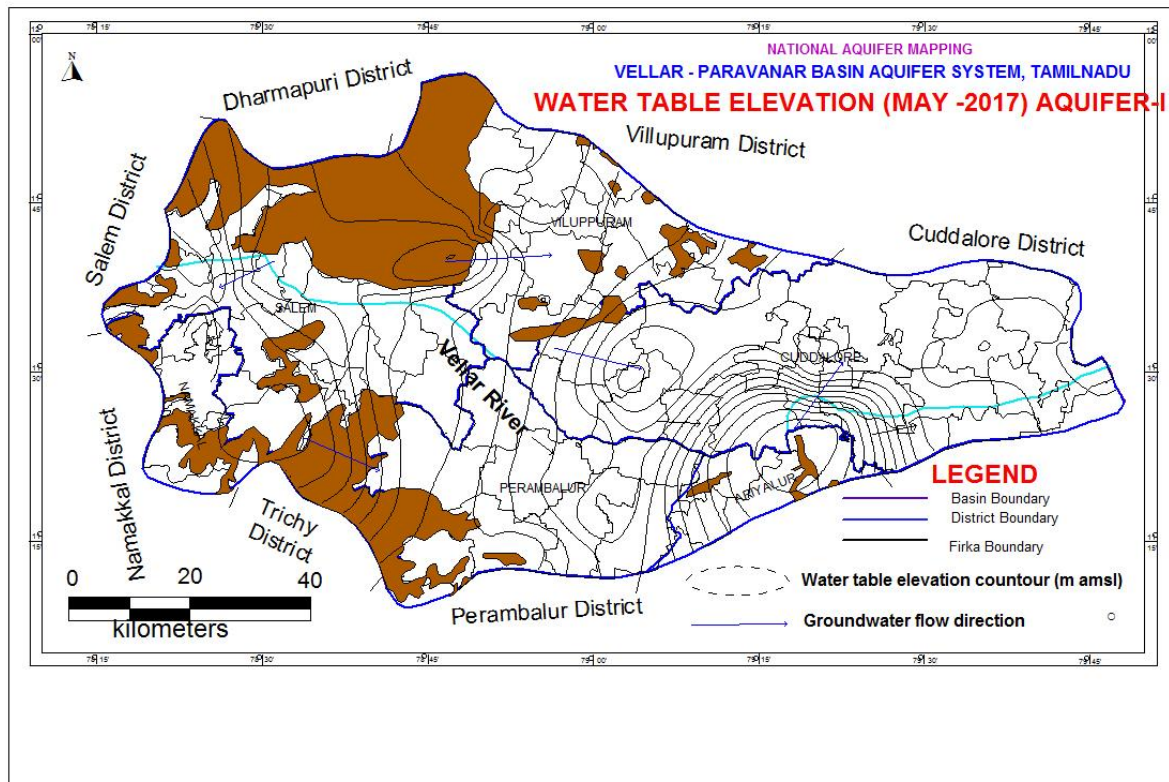 NATIONAL AQUIFER MAPPING
VELLAR - PARAVANAR BASIN AQUIFER SYSTEM, TAMILNADU
WATER TABLE ELEVATION (MAY -2017) AQUIFER-I
N
Dharmapuri District
Villupuram District
Salem District
Cuddalore District
VILUPPURAM
SALEM
CUDDALORE
Vellar River
Namakkal District
Trichy
District
PERAMBALUR
ARIYALUR
Perambalur District
0 20 40
kilometers
LEGEND
Basin Boundary
District Boundary
Firka Boundary
Water table elevation countour (m amsl)
Groundwater flow direction